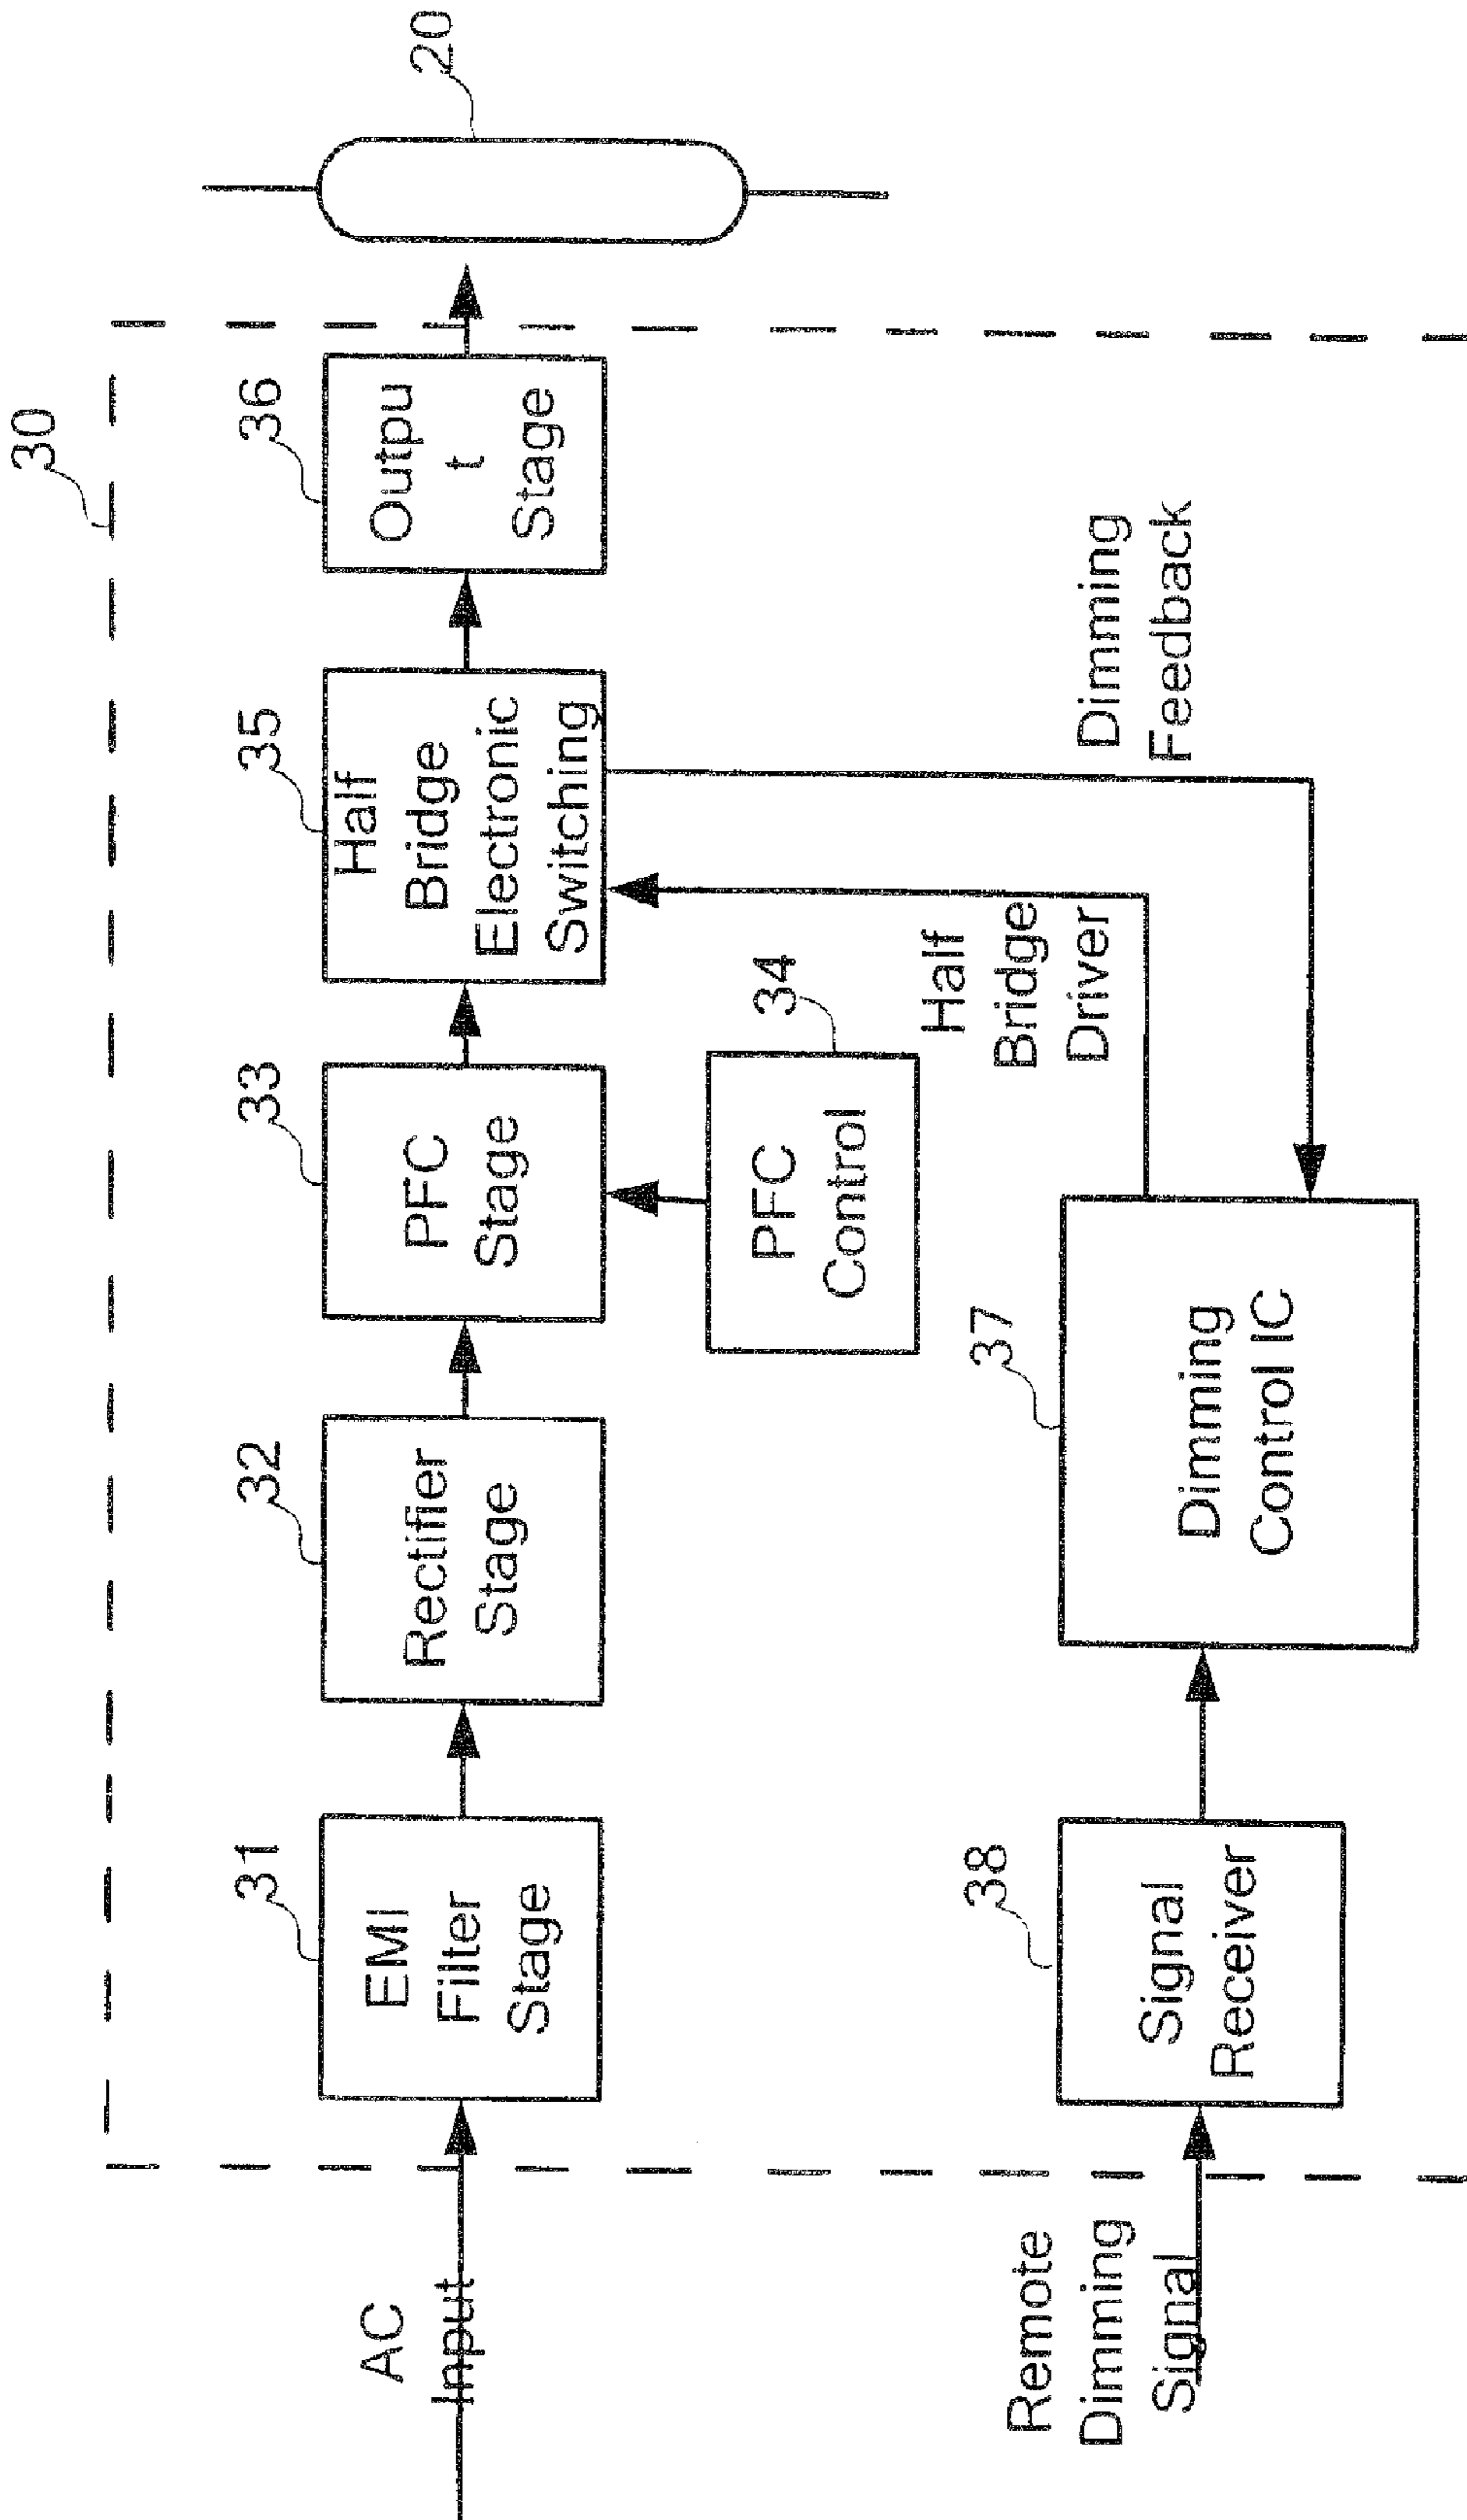 30
31
EMI
Filter
Stage
32
Rectifier
Stage
33
PFC
Stage
35
Half
Bridge
Electronic
Switching
36
Outpu
t
Stage
20
AC
Input
34
PFC
Control
Half
Bridge
Driver
Dimming
Feedback
Remote
Dimming
Signal
38
Signal
Receiver
37
Dimming
Control IC